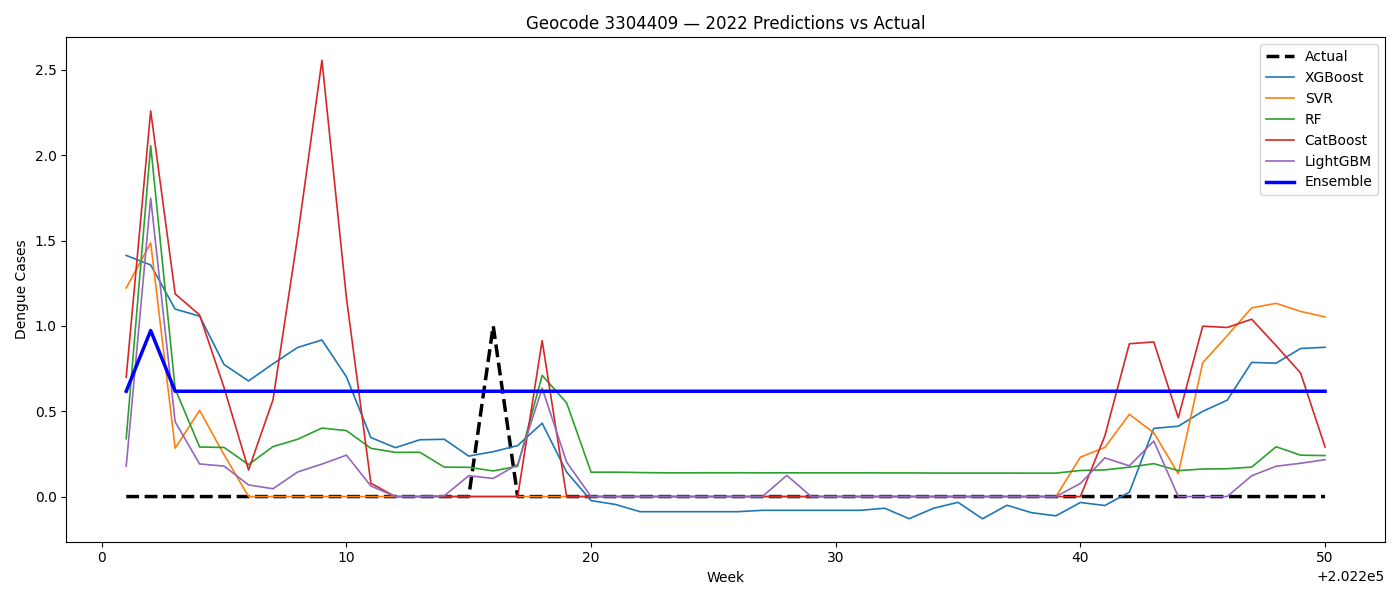 Geocode 3304409 — 2022 Predictions vs Actual
Dengue Cases
2.5
2.0
1.5
1.0
0.5
0.0
Actual
XGBoost
SVR
RF
CatBoost
LightGBM
Ensemble
0
10
20
30
40
50
Week
+2.022e5